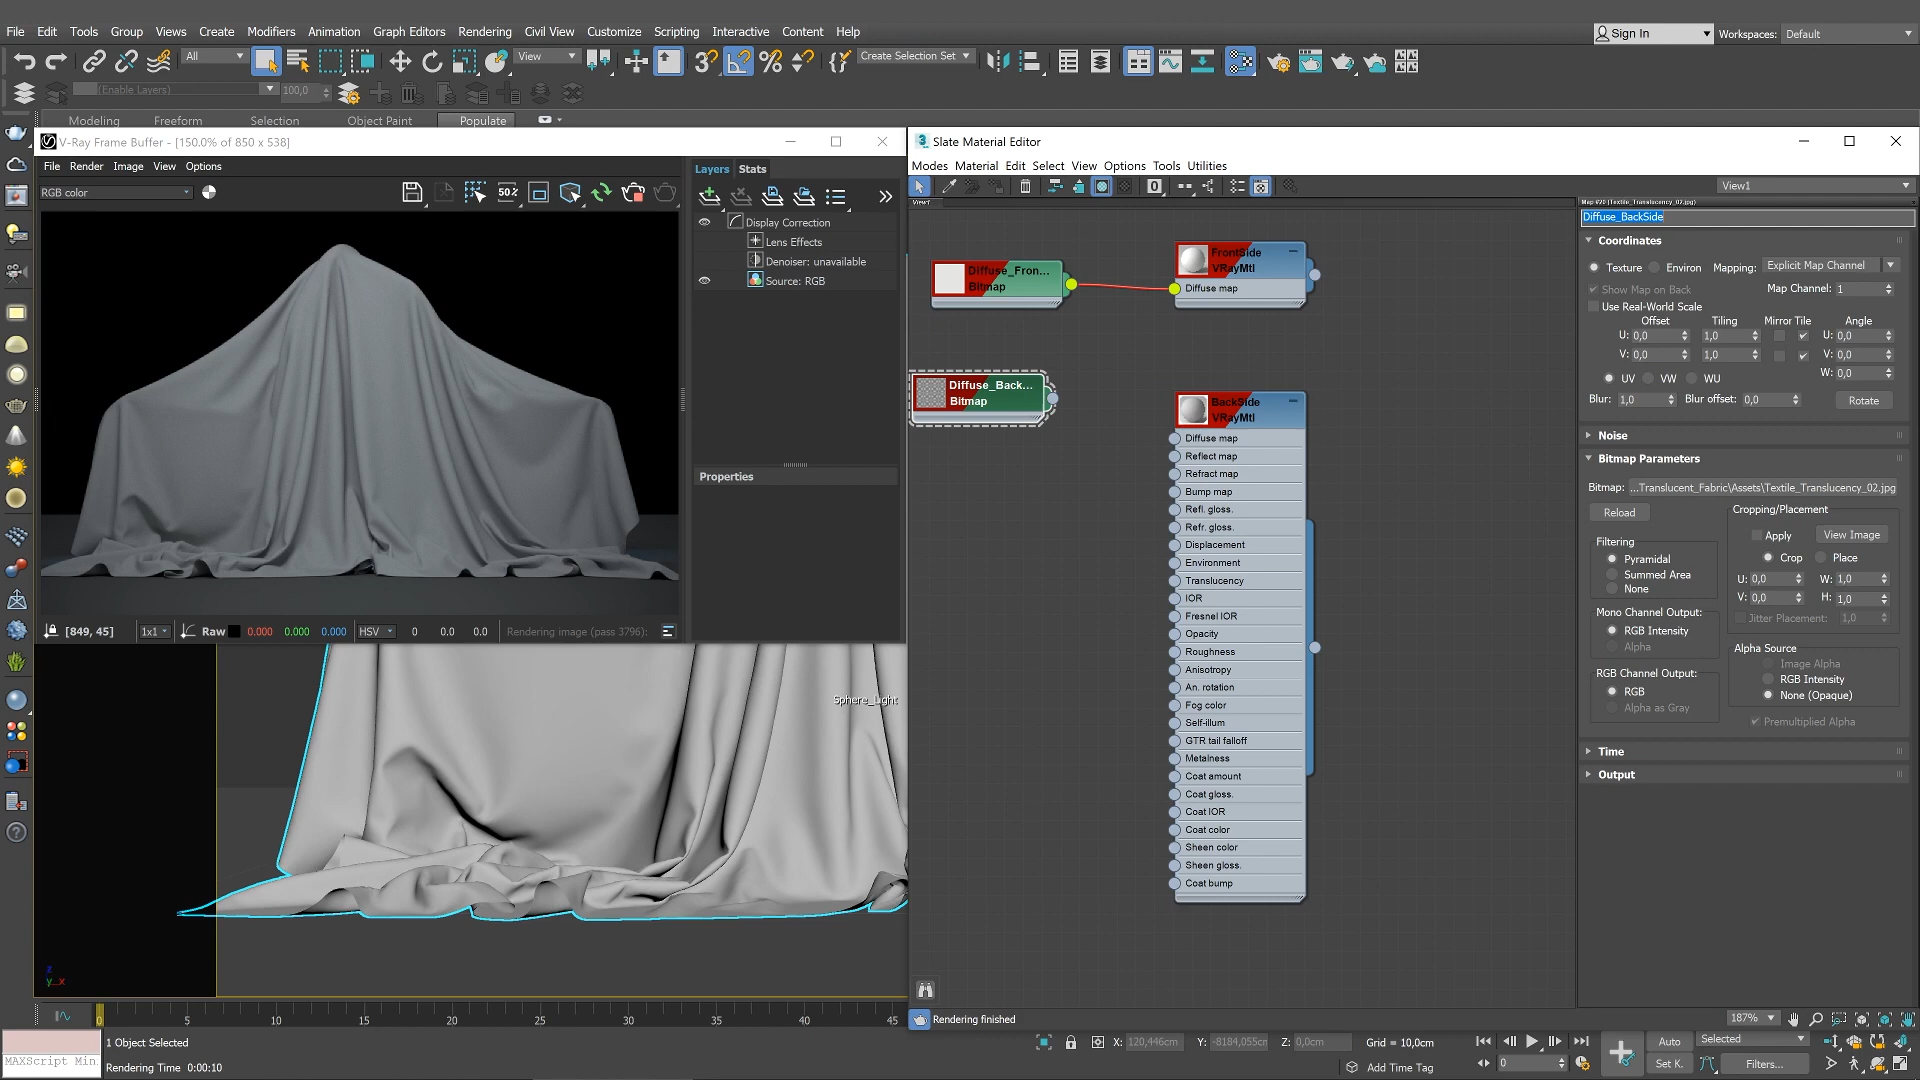 File Edit Tools Group Views Create Modifiers Animation Graph Editors Rendering Civil View Customize Scripting Interactive Content Help
Sign In Workspaces: Default
All View Create Selection Set
(Enable Layers) 100,0
Modeling Freeform Selection Object Paint Populate
V-Ray Frame Buffer - [150.0% of 850 x 538]
File Render Image View Options
RGB color
Layers Stats
Display Correction
Lens Effects
Denoiser: unavailable
Source: RGB
Properties
[849, 45] 1x1 Raw 0.000 0.000 0.000 HSV 0 0.0 0.0 Rendering image (pass 3796):
Sphere_Light
z
y x
Slate Material Editor
Modes Material Edit Select View Options Tools Utilities
View1
View1
Diffuse_Fron...
Bitmap
FrontSide
VRayMtl
Diffuse map
Diffuse_Back...
Bitmap
BackSide
VRayMtl
Diffuse map
Reflect map
Refract map
Bump map
Refl. gloss.
Refr. gloss.
Displacement
Environment
Translucency
IOR
Fresnel IOR
Opacity
Roughness
Anisotropy
An. rotation
Fog color
Self-illum
GTR tail falloff
Metalness
Coat amount
Coat gloss.
Coat IOR
Coat color
Sheen color
Sheen gloss.
Coat bump
Map #20 (Textile_Translucency_02.jpg)
Diffuse_BackSide
Coordinates
Texture Environ Mapping: Explicit Map Channel
Show Map on Back Map Channel: 1
Use Real-World Scale
Offset Tiling Mirror Tile Angle
U: 0,0 1,0 U: 0,0
V: 0,0 1,0 V: 0,0
W: 0,0
UV VW WU
Blur: 1,0 Blur offset: 0,0 Rotate
Noise
Bitmap Parameters
Bitmap: ...Translucent_Fabric\Assets\Textile_Translucency_02.jpg
Reload
Cropping/Placement
Apply View Image
Crop Place
U: 0,0 W: 1,0
V: 0,0 H: 1,0
Jitter Placement: 1,0
Filtering
Pyramidal
Summed Area
None
Mono Channel Output:
RGB Intensity
Alpha
RGB Channel Output:
RGB
Alpha as Gray
Alpha Source
Image Alpha
RGB Intensity
None (Opaque)
Premultiplied Alpha
Time
Output
Rendering finished
187%
0 5 10 15 20 25 30 35 40 45
1 Object Selected
MAXScript Min
Rendering Time 0:00:10
X: 120,446cm Y: -8184,055cm Z: 0,0cm Grid = 10,0cm
Add Time Tag
0
Auto Selected
Set K. Filters...